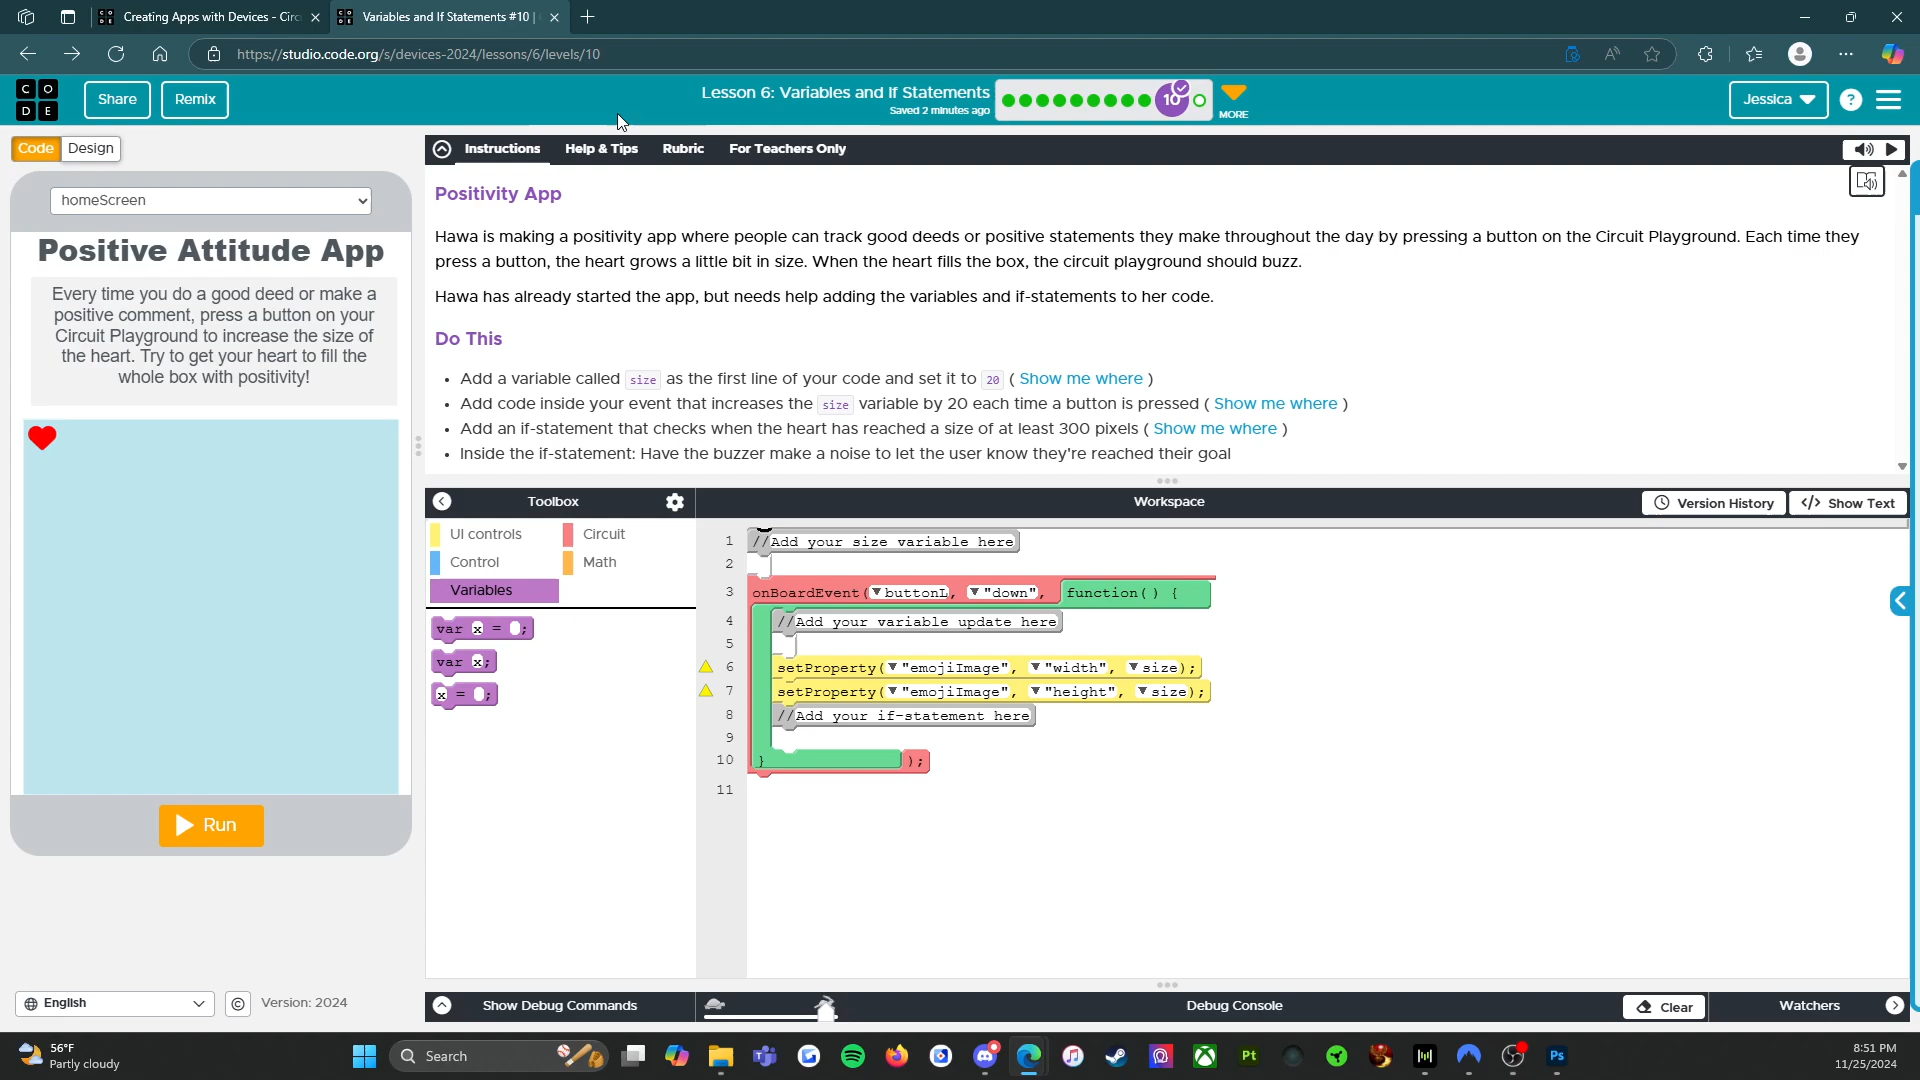 Creating Apps with Devices - Circ
Variables and If Statements #10 |
https://studio.code.org/s/devices-2024/lessons/6/levels/10
C O
D E
Share
Remix
Lesson 6: Variables and If Statements
Saved 2 minutes ago
10
MORE
Jessica
?
Code
Design
Instructions
Help & Tips
Rubric
For Teachers Only
homeScreen
Positive Attitude App
Every time you do a good deed or make a
positive comment, press a button on your
Circuit Playground to increase the size of
the heart. Try to get your heart to fill the
whole box with positivity!
Run
Positivity App
Hawa is making a positivity app where people can track good deeds or positive statements they make throughout the day by pressing a button on the Circuit Playground. Each time they
press a button, the heart grows a little bit in size. When the heart fills the box, the circuit playground should buzz.
Hawa has already started the app, but needs help adding the variables and if-statements to her code.
Do This
• Add a variable called size as the first line of your code and set it to 20 ( Show me where )
• Add code inside your event that increases the size variable by 20 each time a button is pressed ( Show me where )
• Add an if-statement that checks when the heart has reached a size of at least 300 pixels ( Show me where )
• Inside the if-statement: Have the buzzer make a noise to let the user know they're reached their goal
Toolbox
Workspace
Version History
</> Show Text
UI controls
Circuit
Control
Math
Variables
var x = ;
var x;
x = ;
1 //Add your size variable here
2
3 onBoardEvent(▼buttonL, ▼"down", function() {
4 //Add your variable update here
5
6 setProperty(▼"emojiImage", ▼"width", ▼size);
7 setProperty(▼"emojiImage", ▼"height", ▼size);
8 //Add your if-statement here
9
10 } );
11
English
© Version: 2024
Show Debug Commands
Debug Console
Clear
Watchers
56°F
Partly cloudy
Search
Pt
Ps
8:51 PM
11/25/2024